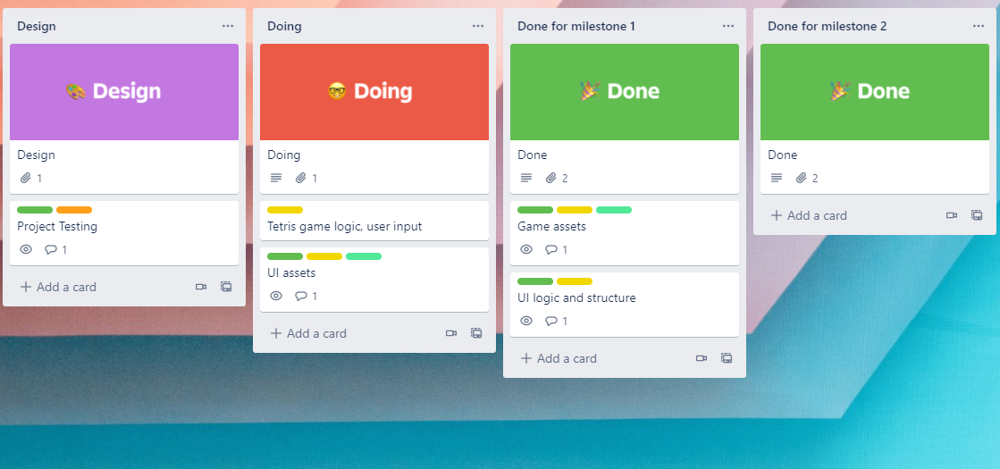 Design
🎨 Design
Design
1
Project Testing
1
+ Add a card
Doing
🤓 Doing
Doing
1
Tetris game logic, user input
UI assets
1
+ Add a card
Done for milestone 1
🎉 Done
Done
2
Game assets
1
UI logic and structure
1
+ Add a card
Done for milestone 2
🎉 Done
Done
2
+ Add a card